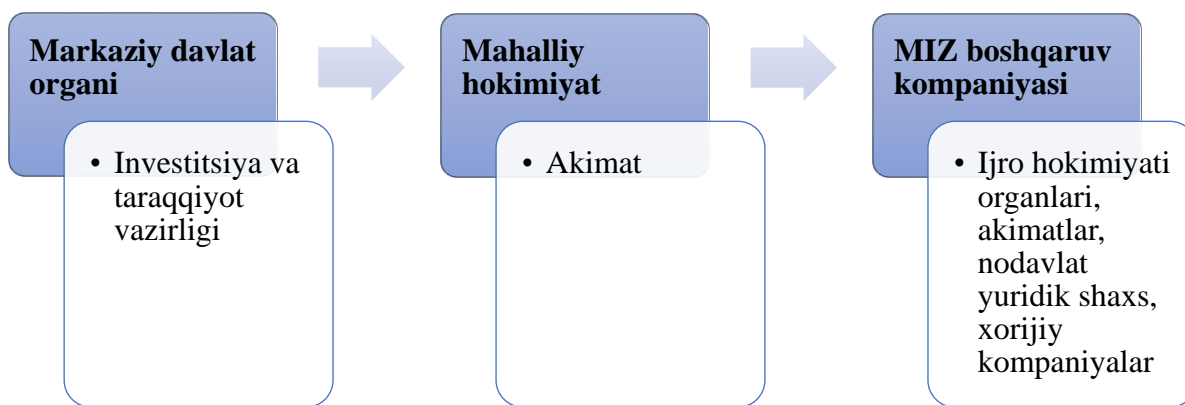 Markaziy davlat
organi
• Investitsiya va
taraqqiyot
vazirligi
Mahalliy
hokimiyat
• Akimat
MIZ boshqaruv
kompaniyasi
• Ijro hokimiyati
organlari,
akimatlar,
nodavlat
yuridik shaxs,
xorijiy
kompaniyalar